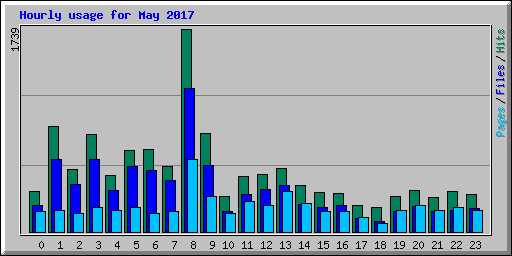 Hourly usage for May 2017
1739
Pages / Files / Hits
0 1 2 3 4 5 6 7 8 9 10 11 12 13 14 15 16 17 18 19 20 21 22 23